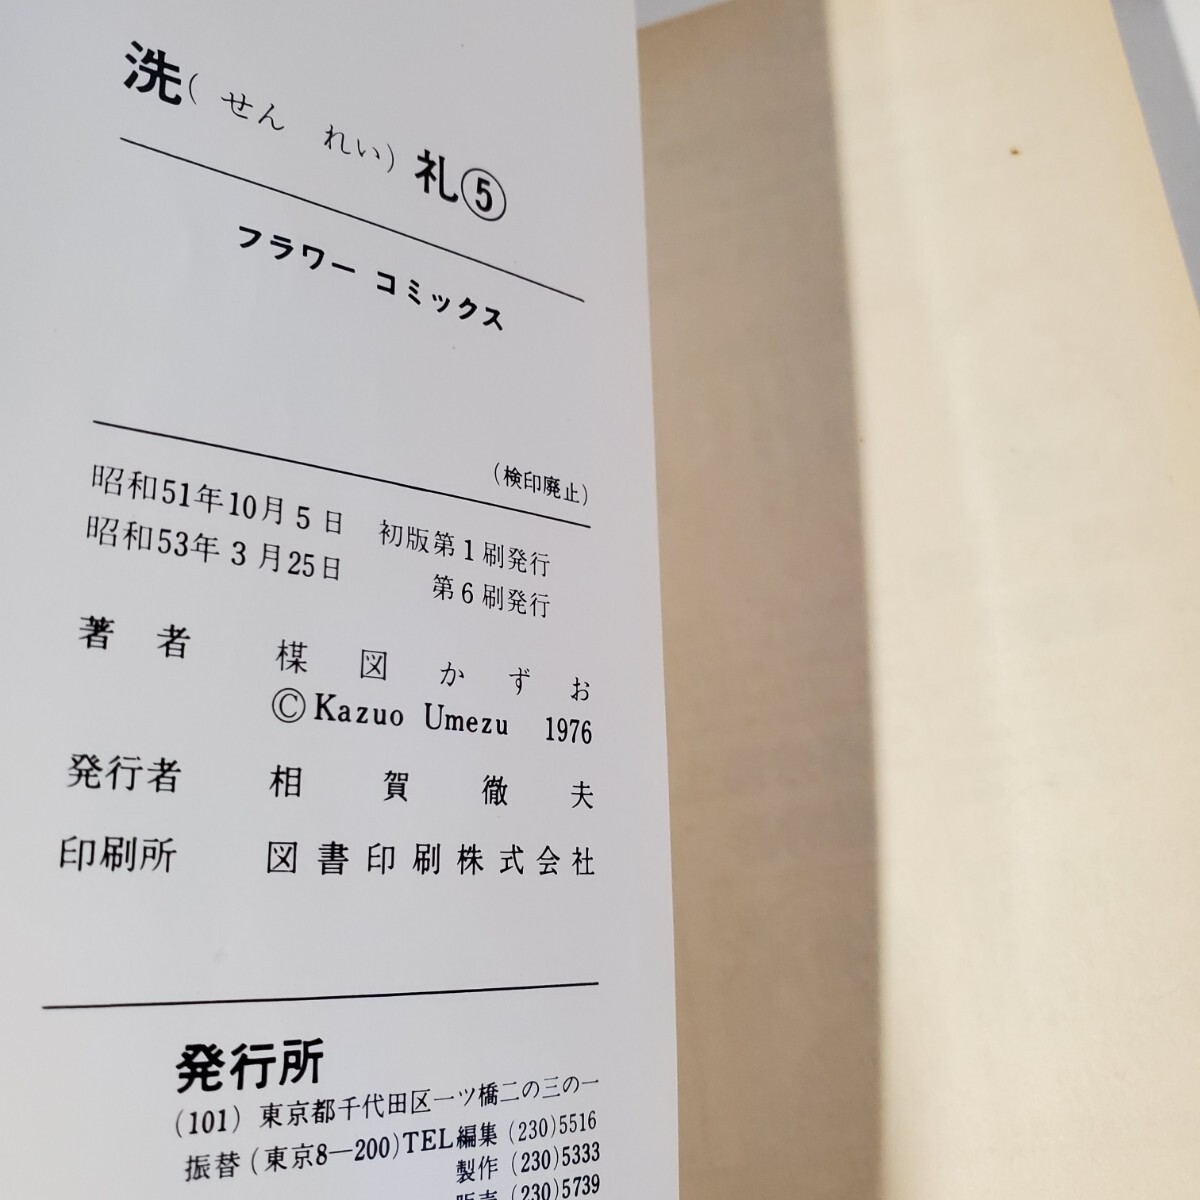 洗(せん れい)礼⑤
フラワー コミックス
(検印廃止)
昭和51年10月5日 初版第1刷発行
昭和53年3月25日 第6刷発行
著者 楳図かずお
©Kazuo Umezu 1976
発行者 相賀徹夫
印刷所 図書印刷株式会社
発行所
(101) 東京都千代田区一ツ橋二の三の一
振替(東京8—200)TEL編集(230)5516
製作(230)5333
販売(230)5739